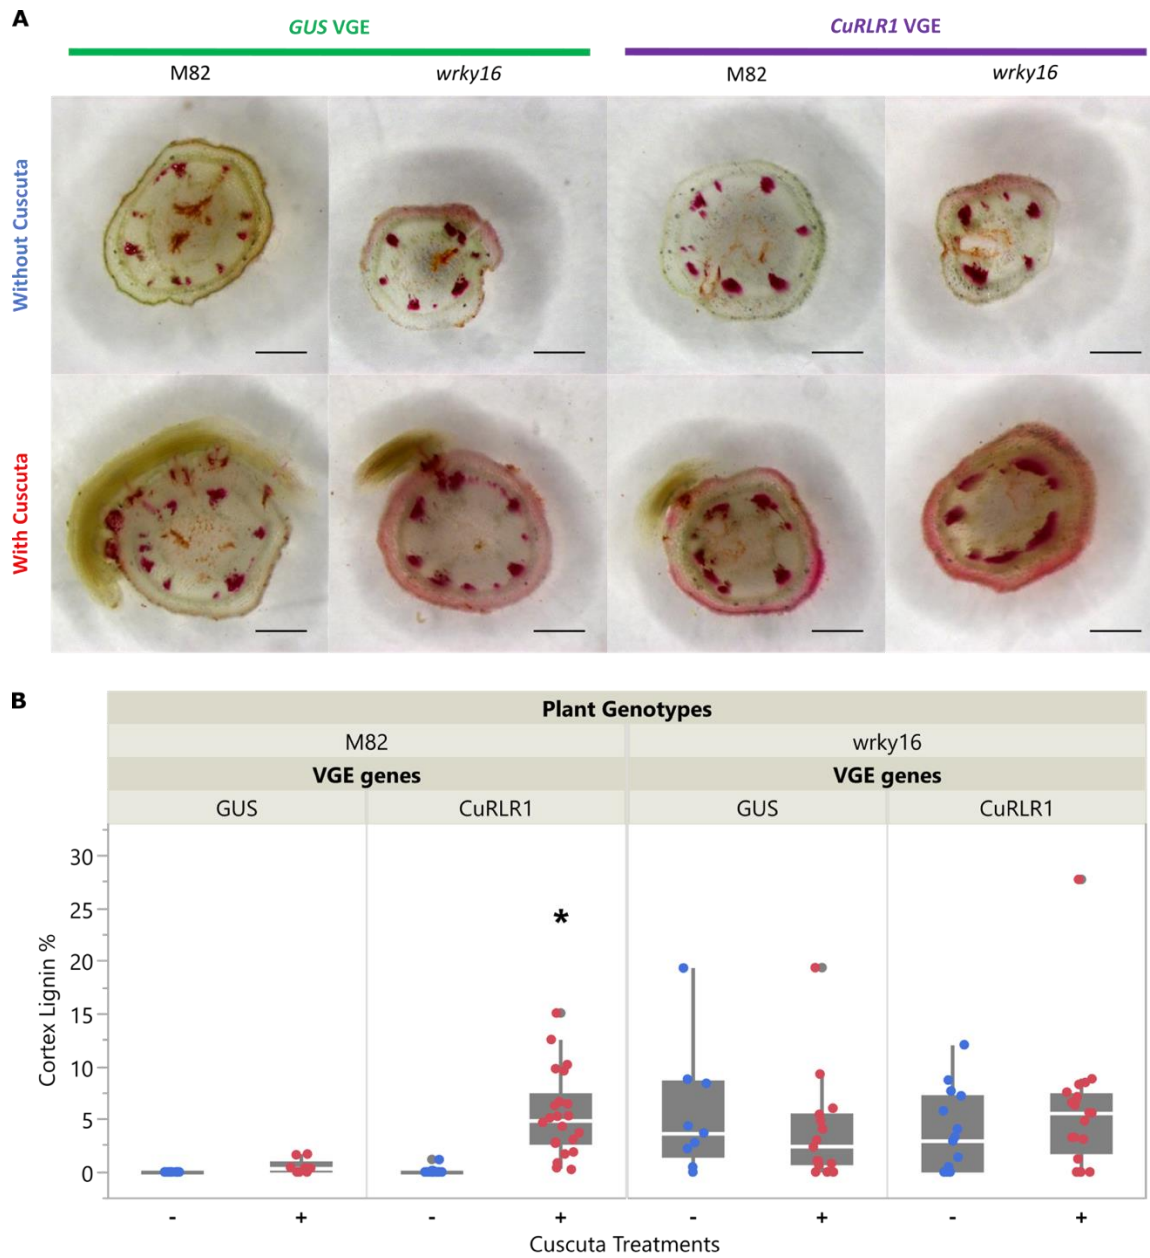 A
GUS VGE
CuRLR1 VGE
M82
wrky16
M82
wrky16
Without Cuscuta
With Cuscuta
B
Plant Genotypes
M82
wrky16
VGE genes
VGE genes
GUS
CuRLR1
GUS
CuRLR1
30
25
20
15
10
5
0
Cortex Lignin %
*
- + - + - + - +
Cuscuta Treatments